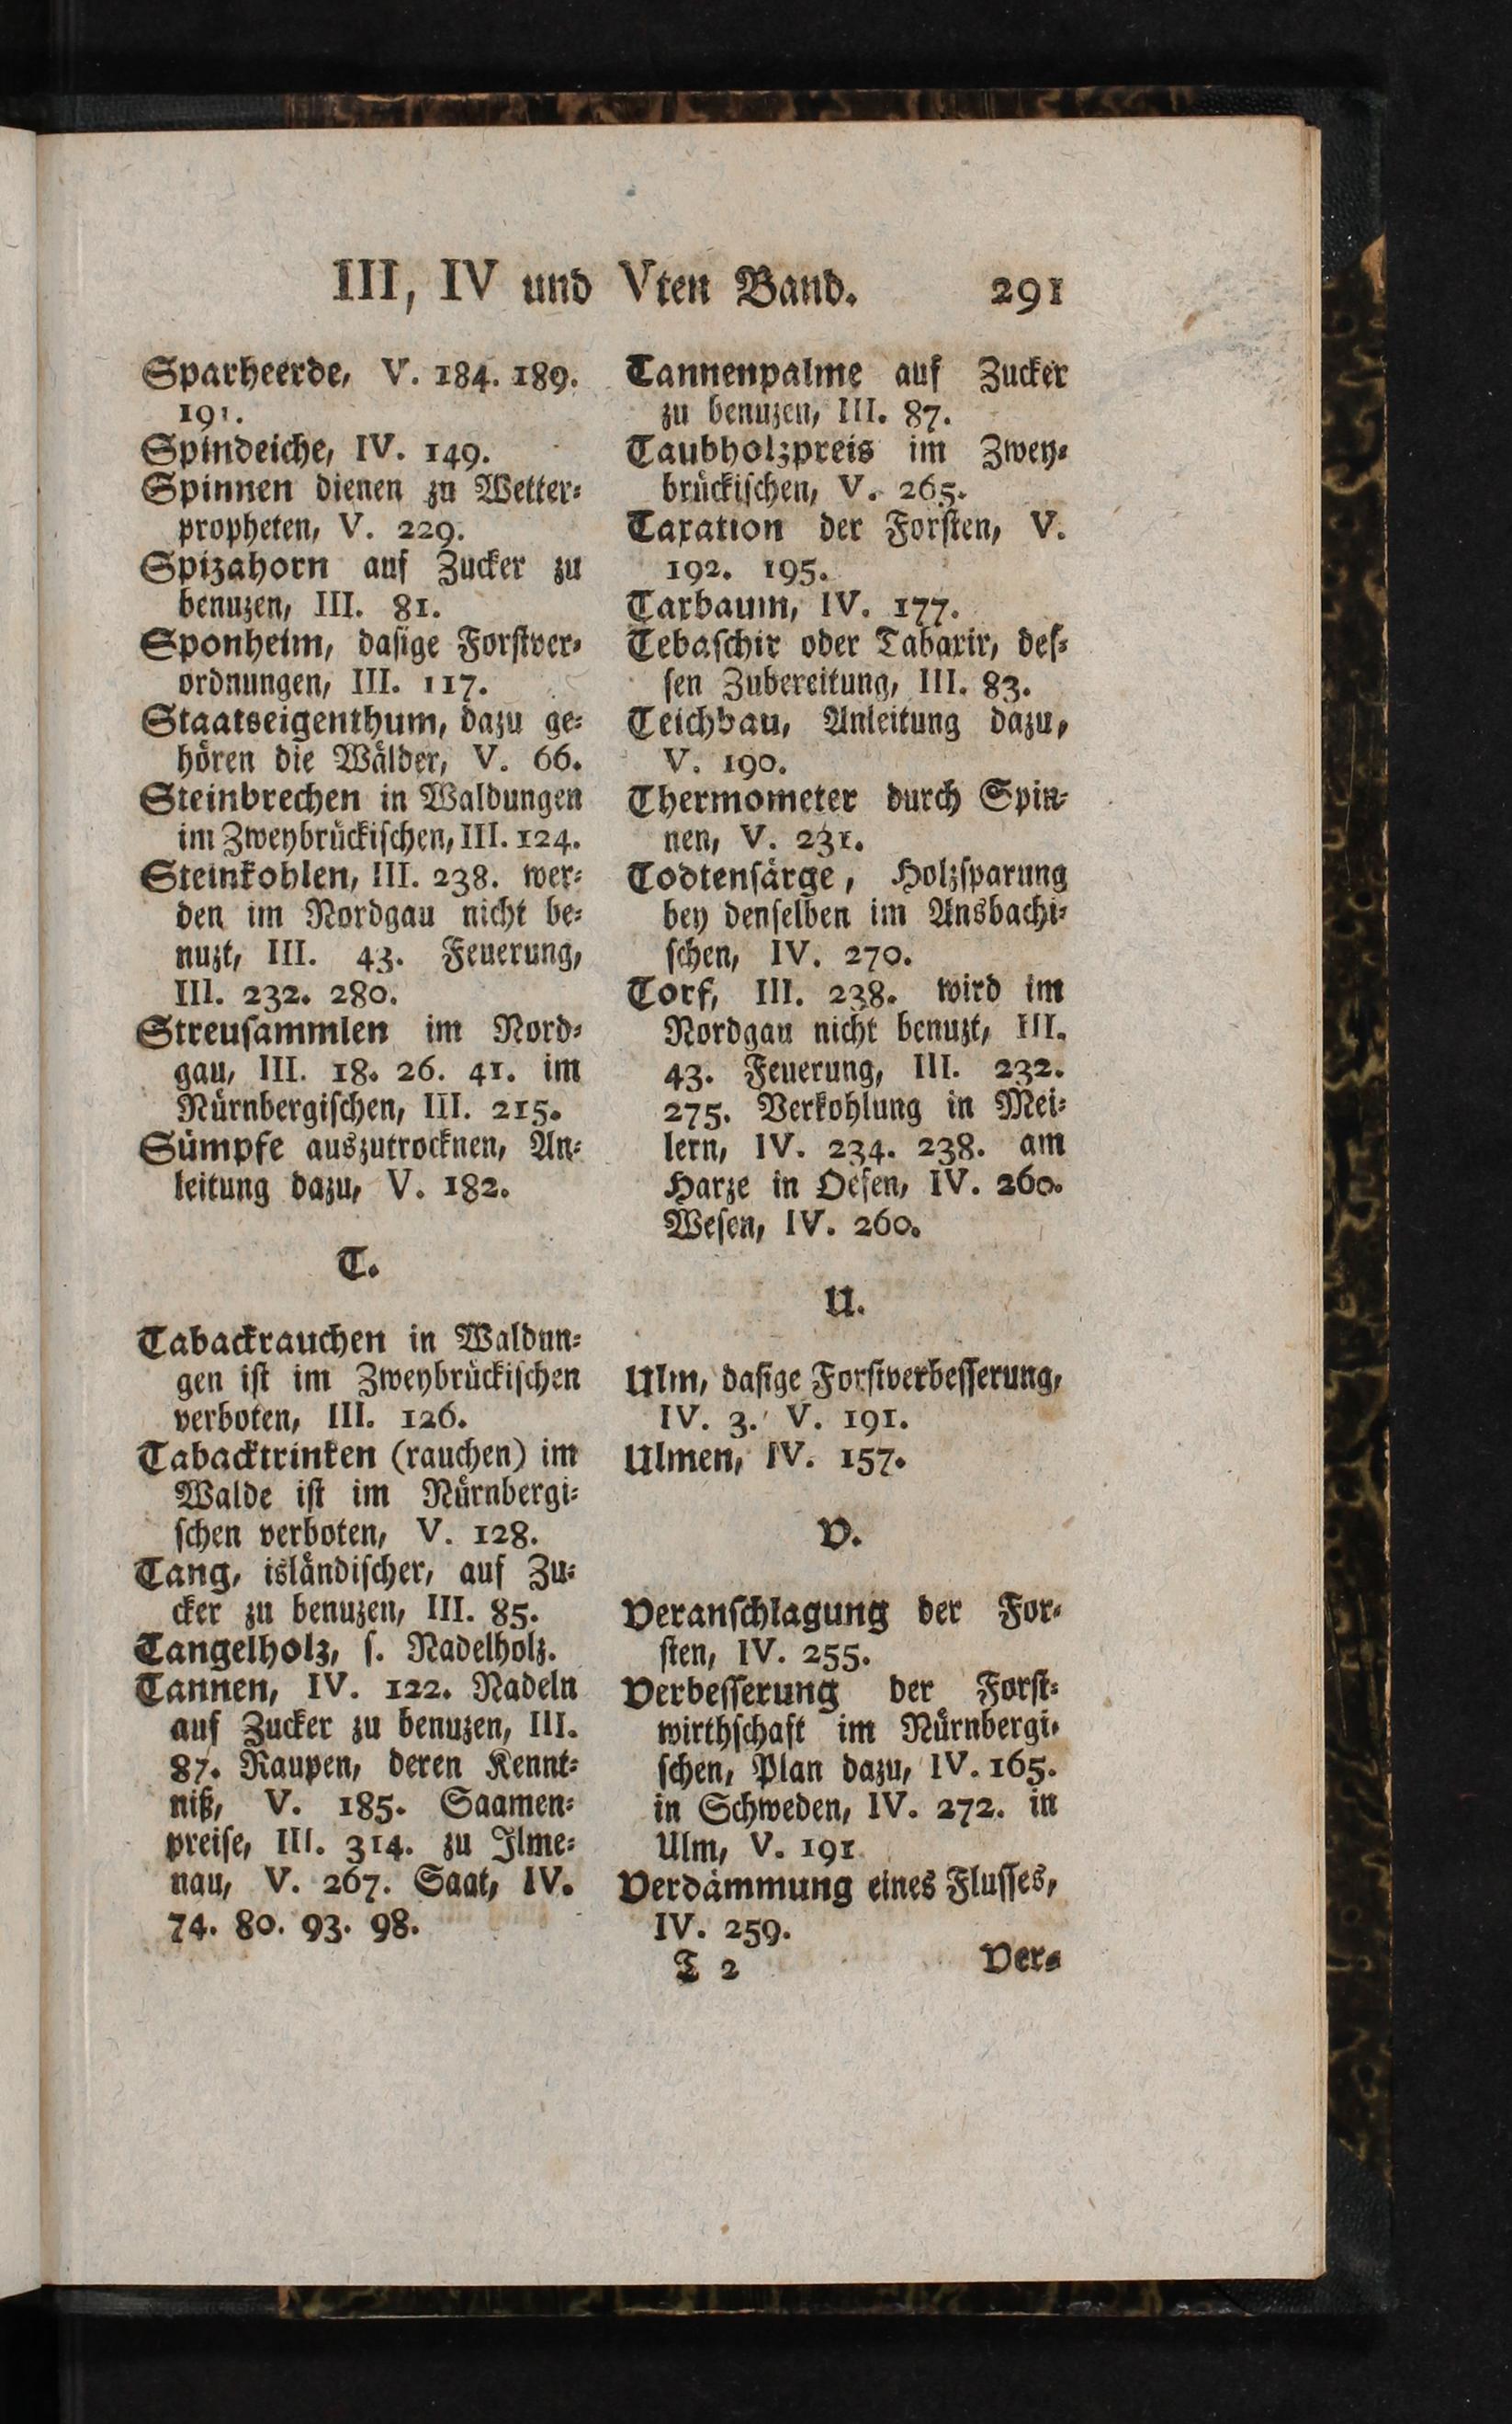 III, IV und Vten Band. 291
Sparheerde, V. 184. 189.
191.
Spindeiche, IV. 149.
Spinnen dienen zu Wetter⸗
propheten, V. 229.
Spizahorn auf Zucker zu
benuzen, III. 81.
Sponheim, daſige Forſtver⸗
ordnungen, III. 117.
Staatseigenthum, dazu ge⸗
hören die Wälder, V. 66.
Steinbrechen in Waldungen
im Zweybrückiſchen, III. 124.
Steinkohlen, III. 238. wer⸗
den im Nordgau nicht be⸗
nuzt, III. 43. Feuerung,
III. 232. 280.
Streuſammlen im Nord⸗
gau, III. 18. 26. 41. im
Nürnbergiſchen, III. 215.
Sümpfe auszutrocknen, An⸗
leitung dazu, V. 182.
T.
Tabackrauchen in Waldun⸗
gen iſt im Zweybrückiſchen
verboten, III. 126.
Tabacktrinken (rauchen) im
Walde iſt im Nürnbergi⸗
ſchen verboten, V. 128.
Tang, isländiſcher, auf Zu⸗
cker zu benuzen, III. 85.
Tangelholz, ſ. Nadelholz.
Tannen, IV. 122. Nadeln
auf Zucker zu benuzen, III.
87. Raupen, deren Kennt⸗
niß, V. 185. Saamen⸗
preiſe, III. 314. zu Ilme⸗
nau, V. 267. Saat, IV.
74. 80. 93. 98.
Tannenpalme auf Zucker
zu benuzen, III. 87.
Taubholzpreis im Zwey⸗
brückiſchen, V. 265.
Taxation der Forſten, V.
192. 195.
Tarbaum, IV. 177.
Tebaſchir oder Tabaxir, deſ⸗
ſen Zubereitung, III. 83.
Teichbau, Anleitung dazu,
V. 190.
Thermometer durch Spin⸗
nen, V. 231.
Todtenſärge, Holzſparung
bey denſelben im Ansbachi⸗
ſchen, IV. 270.
Torf, III. 238. wird im
Nordgau nicht benuzt, III.
43. Feuerung, III. 232.
275. Verkohlung in Mei⸗
lern, IV. 234. 238. am
Harze in Oefen, IV. 260.
Weſen, IV. 260.
U.
Ulm, daſige Forſtverbeſſerung,
IV. 3. V. 191.
Ulmen, IV. 157.
V.
Veranſchlagung der For⸗
ſten, IV. 255.
Verbeſſerung der Forſt⸗
wirthſchaft im Nürnbergi⸗
ſchen, Plan dazu, IV. 165.
in Schweden, IV. 272. in
Ulm, V. 191
Verdämmung eines Fluſſes,
IV. 259.
T 2 Ver⸗